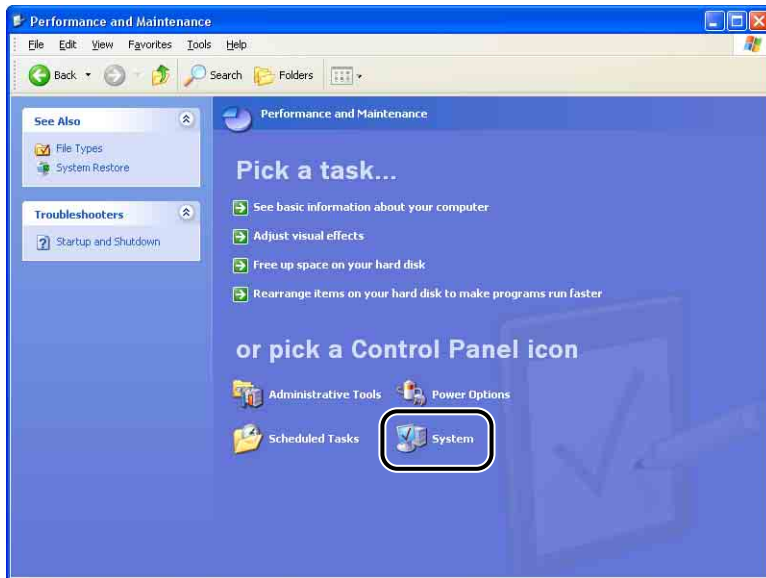 Performance and Maintenance
File Edit View Favorites Tools Help
Back Search Folders
See Also
File Types
System Restore
Troubleshooters
Startup and Shutdown
Performance and Maintenance
Pick a task...
See basic information about your computer
Adjust visual effects
Free up space on your hard disk
Rearrange items on your hard disk to make programs run faster
or pick a Control Panel icon
Administrative Tools Power Options
Scheduled Tasks System